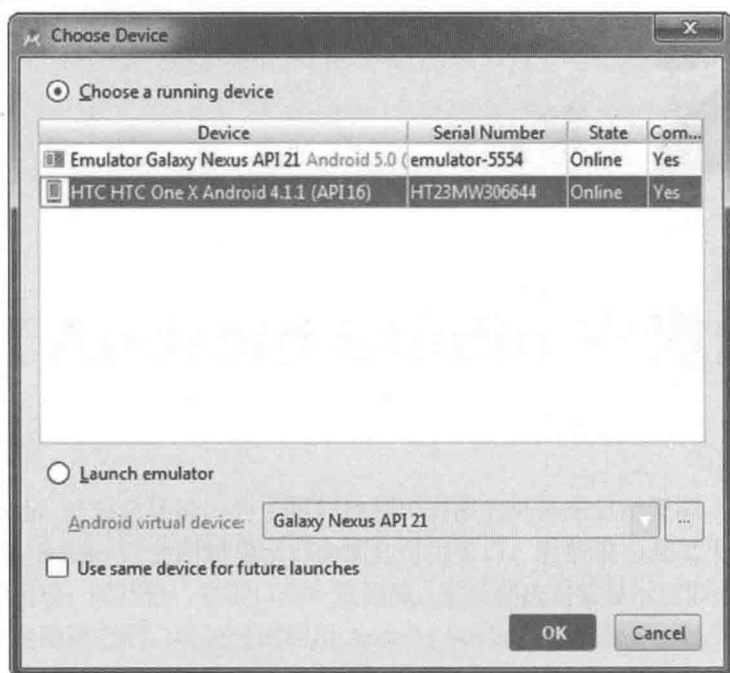 Choose Device
Choose a running device
Device Serial Number State Com...
Emulator Galaxy Nexus API 21 Android 5.0 ( emulator-5554 Online Yes
HTC HTC One X Android 4.1.1 (API 16) HT23MW306644 Online Yes
Launch emulator
Android virtual device: Galaxy Nexus API 21 ...
Use same device for future launches
OK Cancel